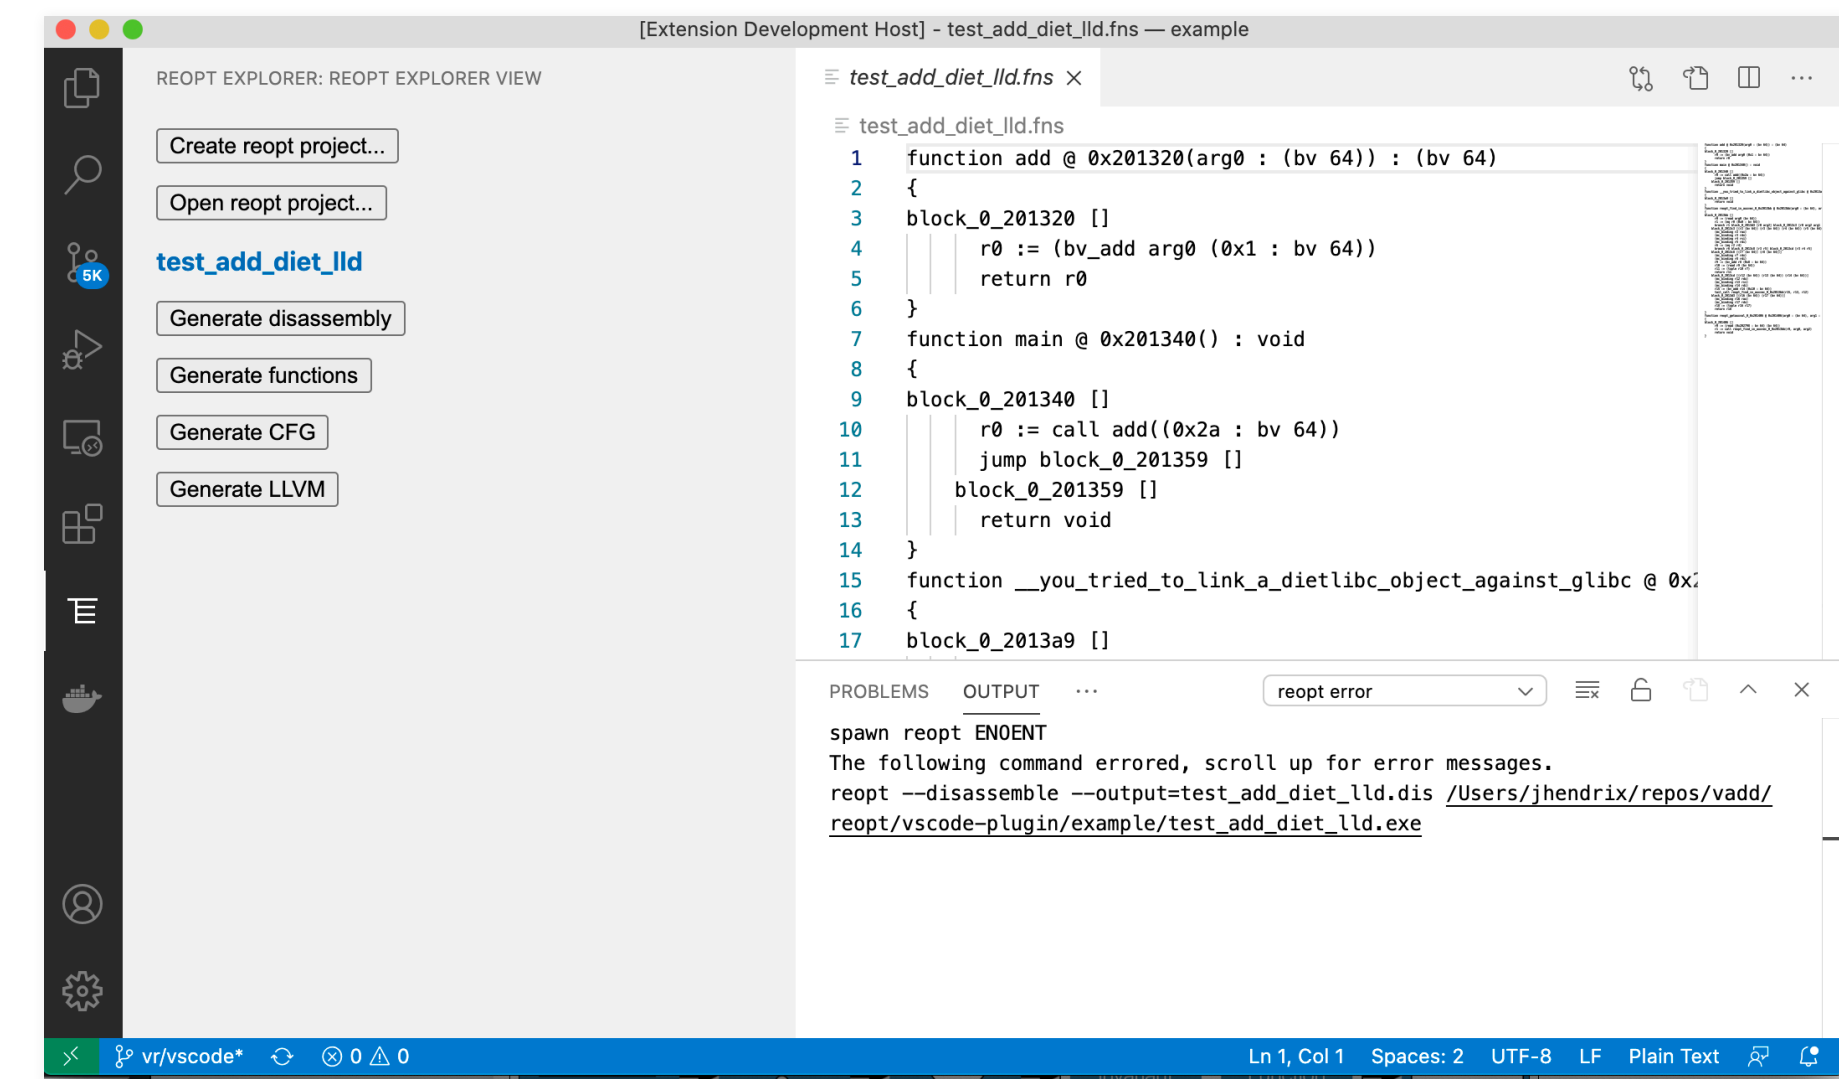 [Extension Development Host] - test_add_diet_lld.fns — example
REOPT EXPLORER: REOPT EXPLORER VIEW
Create reopt project...
Open reopt project...
test_add_diet_lld
Generate disassembly
Generate functions
Generate CFG
Generate LLVM
5K
test_add_diet_lld.fns
test_add_diet_lld.fns
1 function add @ 0x201320(arg0 : (bv 64)) : (bv 64)
2 {
3 block_0_201320 []
4 r0 := (bv_add arg0 (0x1 : bv 64))
5 return r0
6 }
7 function main @ 0x201340() : void
8 {
9 block_0_201340 []
10 r0 := call add((0x2a : bv 64))
11 jump block_0_201359 []
12 block_0_201359 []
13 return void
14 }
15 function __you_tried_to_link_a_dietlibc_object_against_glibc @ 0x2
16 {
17 block_0_2013a9 []
PROBLEMS OUTPUT ··· reopt error
spawn reopt ENOENT
The following command errored, scroll up for error messages.
reopt --disassemble --output=test_add_diet_lld.dis /Users/jhendrix/repos/vadd/
reopt/vscode-plugin/example/test_add_diet_lld.exe
vr/vscode* 0 0 Ln 1, Col 1 Spaces: 2 UTF-8 LF Plain Text